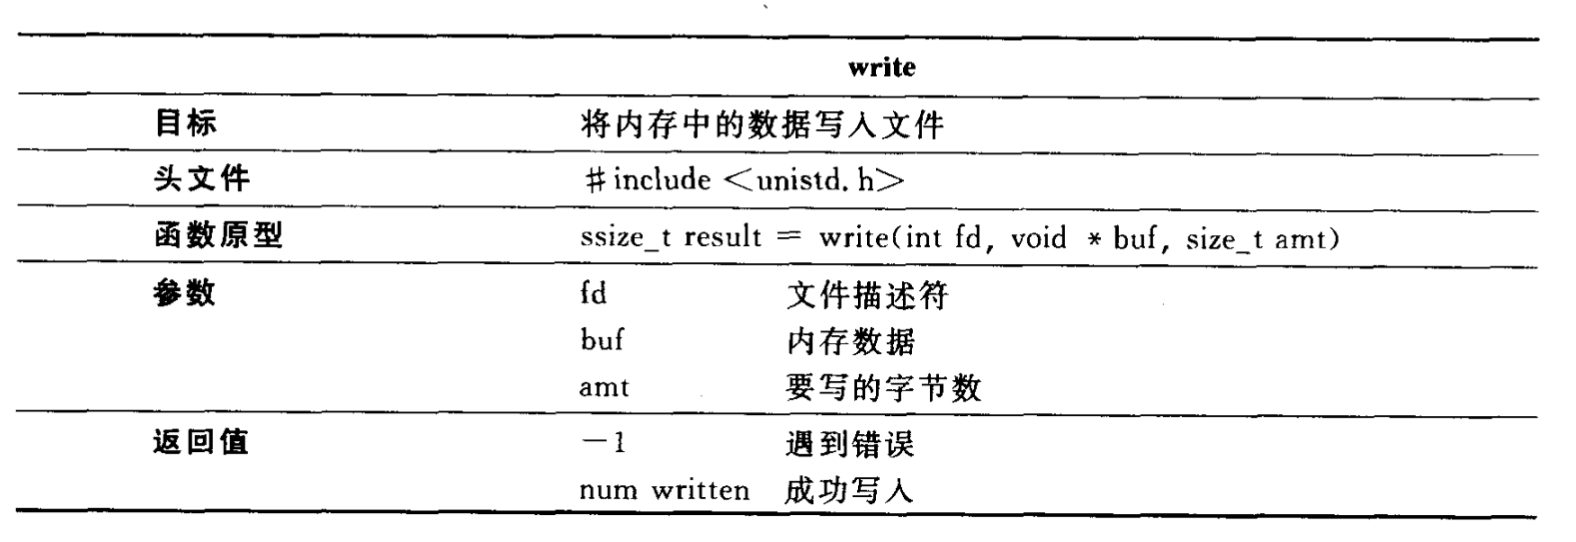 write
目标 将内存中的数据写入文件
头文件 #include <unistd.h>
函数原型 ssize_t result = write(int fd, void * buf, size_t amt)
参数 fd 文件描述符
buf 内存数据
amt 要写的字节数
返回值 -1 遇到错误
num written 成功写入